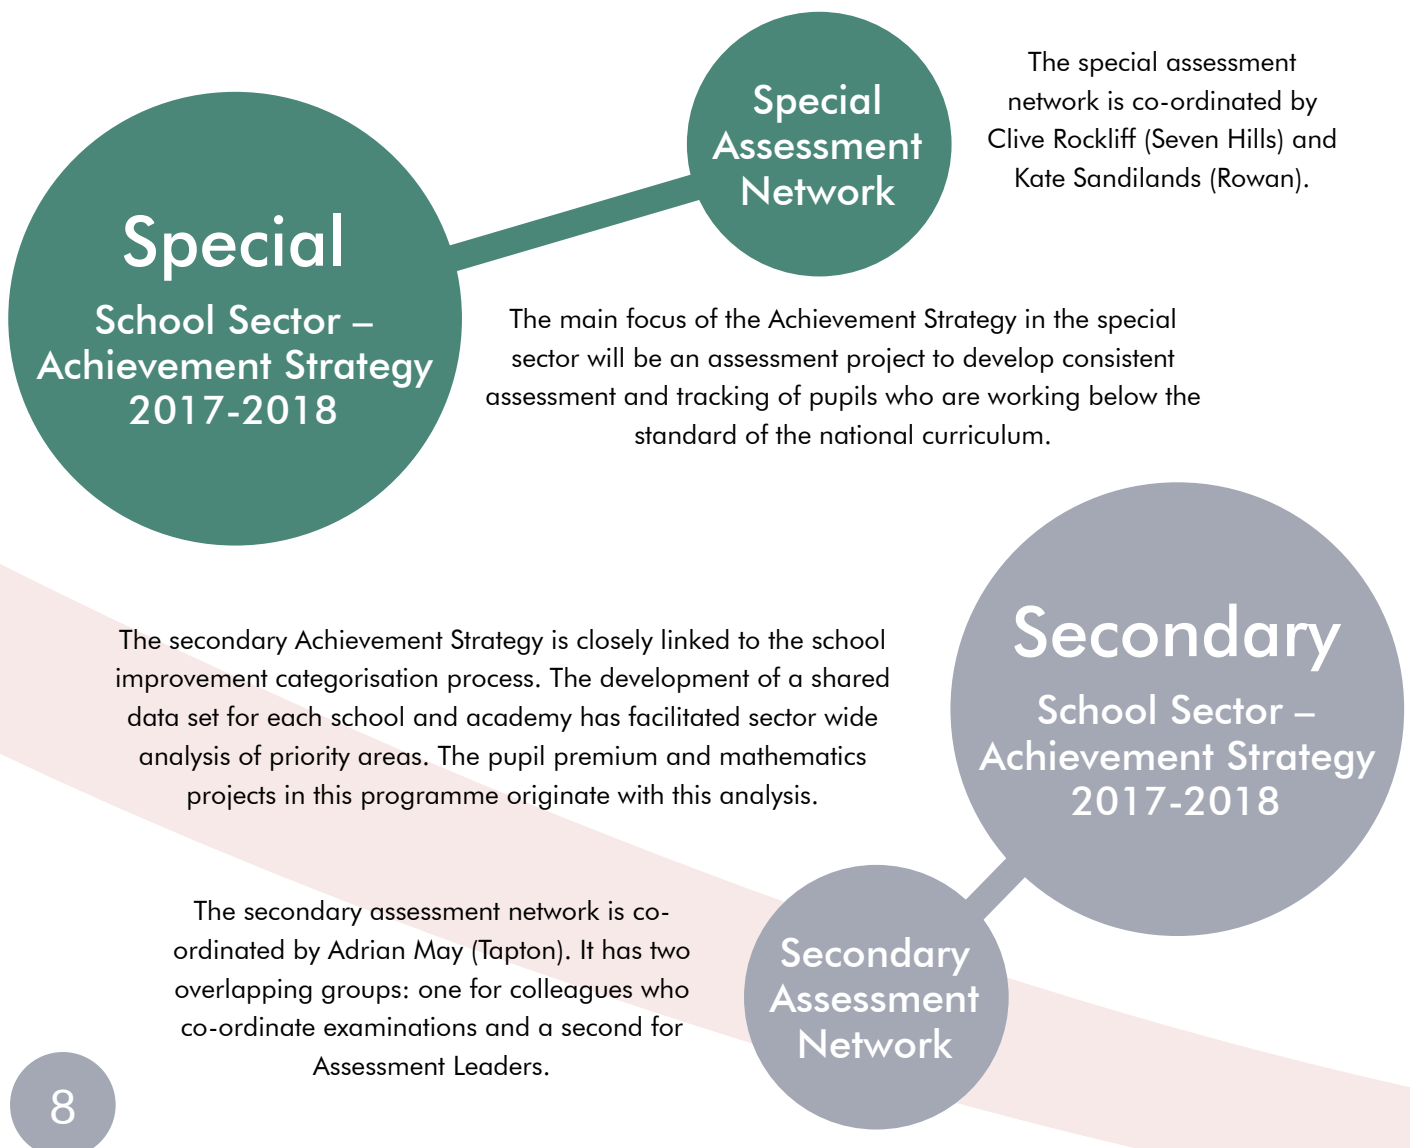 Special
Assessment
Network
The special assessment
network is co-ordinated by
Clive Rockliff (Seven Hills) and
Kate Sandilands (Rowan).
Special
School Sector –
Achievement Strategy
2017-2018
The main focus of the Achievement Strategy in the special
sector will be an assessment project to develop consistent
assessment and tracking of pupils who are working below the
standard of the national curriculum.
Secondary
School Sector –
Achievement Strategy
2017-2018
The secondary Achievement Strategy is closely linked to the school
improvement categorisation process. The development of a shared
data set for each school and academy has facilitated sector wide
analysis of priority areas. The pupil premium and mathematics
projects in this programme originate with this analysis.
The secondary assessment network is co-
ordinated by Adrian May (Tapton). It has two
overlapping groups: one for colleagues who
co-ordinate examinations and a second for
Assessment Leaders.
Secondary
Assessment
Network
8